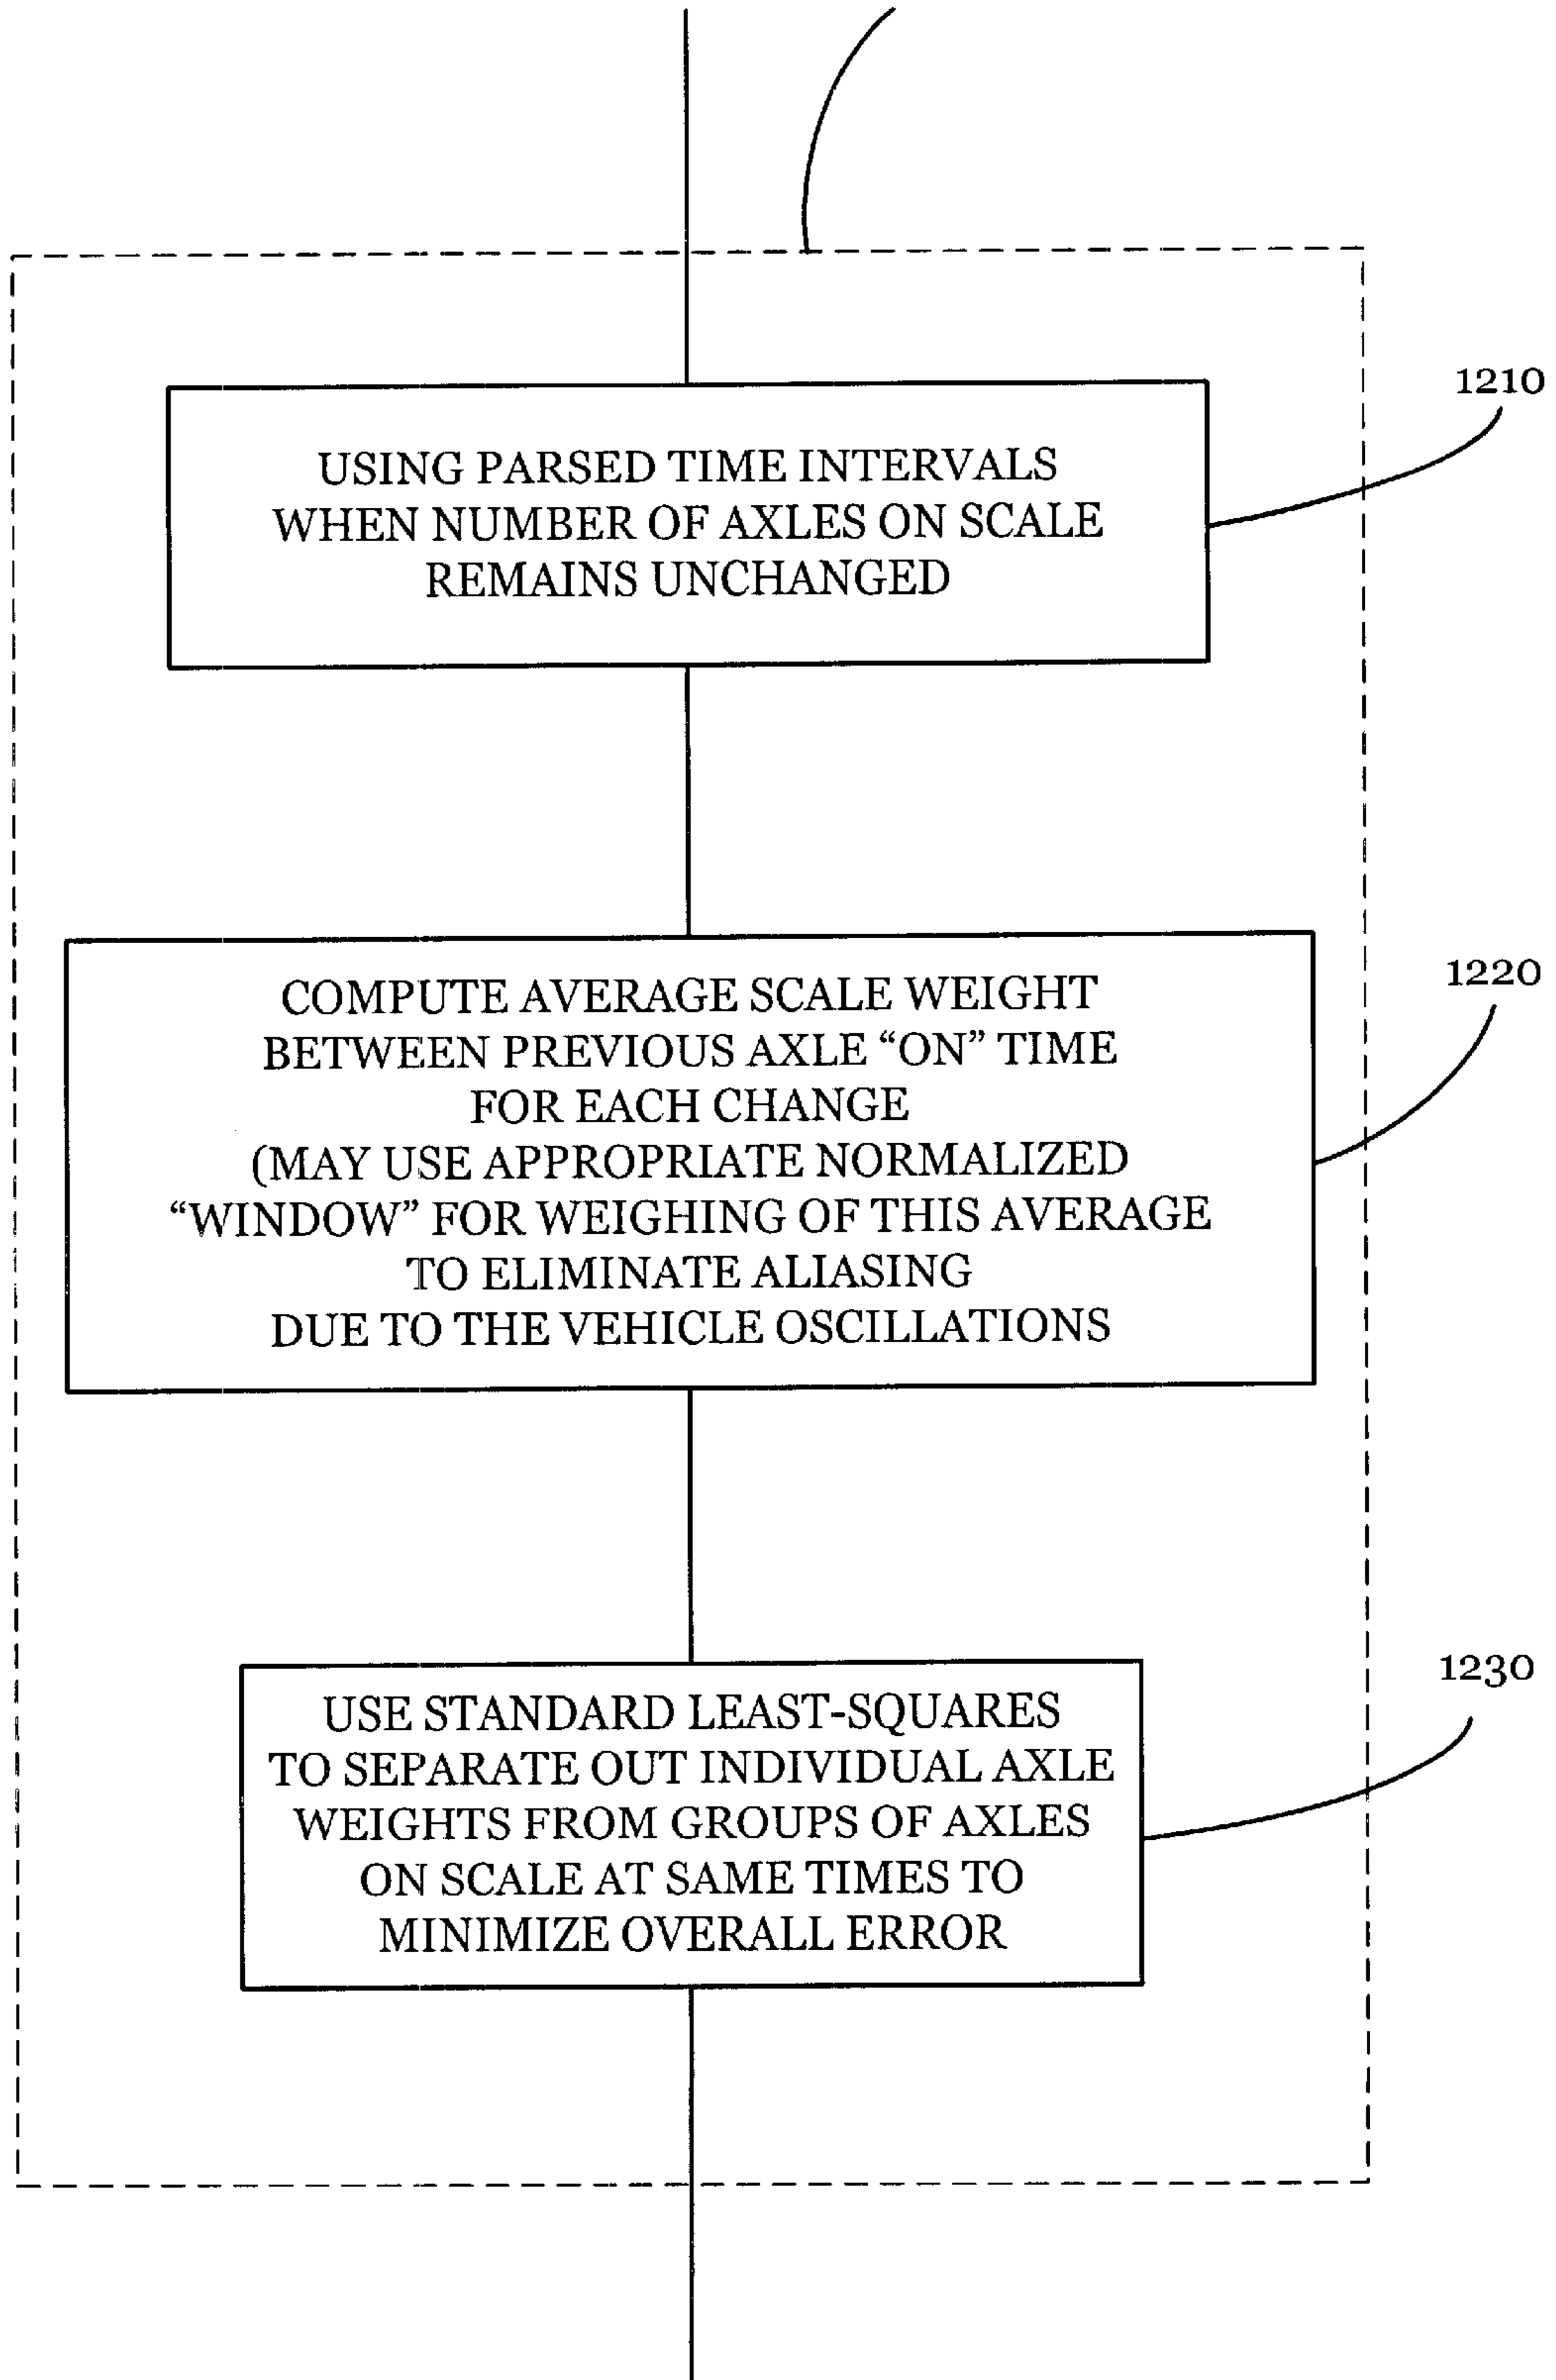 1210
USING PARSED TIME INTERVALS
WHEN NUMBER OF AXLES ON SCALE
REMAINS UNCHANGED
1220
COMPUTE AVERAGE SCALE WEIGHT
BETWEEN PREVIOUS AXLE “ON” TIME
FOR EACH CHANGE
(MAY USE APPROPRIATE NORMALIZED
“WINDOW” FOR WEIGHING OF THIS AVERAGE
TO ELIMINATE ALIASING
DUE TO THE VEHICLE OSCILLATIONS
1230
USE STANDARD LEAST-SQUARES
TO SEPARATE OUT INDIVIDUAL AXLE
WEIGHTS FROM GROUPS OF AXLES
ON SCALE AT SAME TIMES TO
MINIMIZE OVERALL ERROR